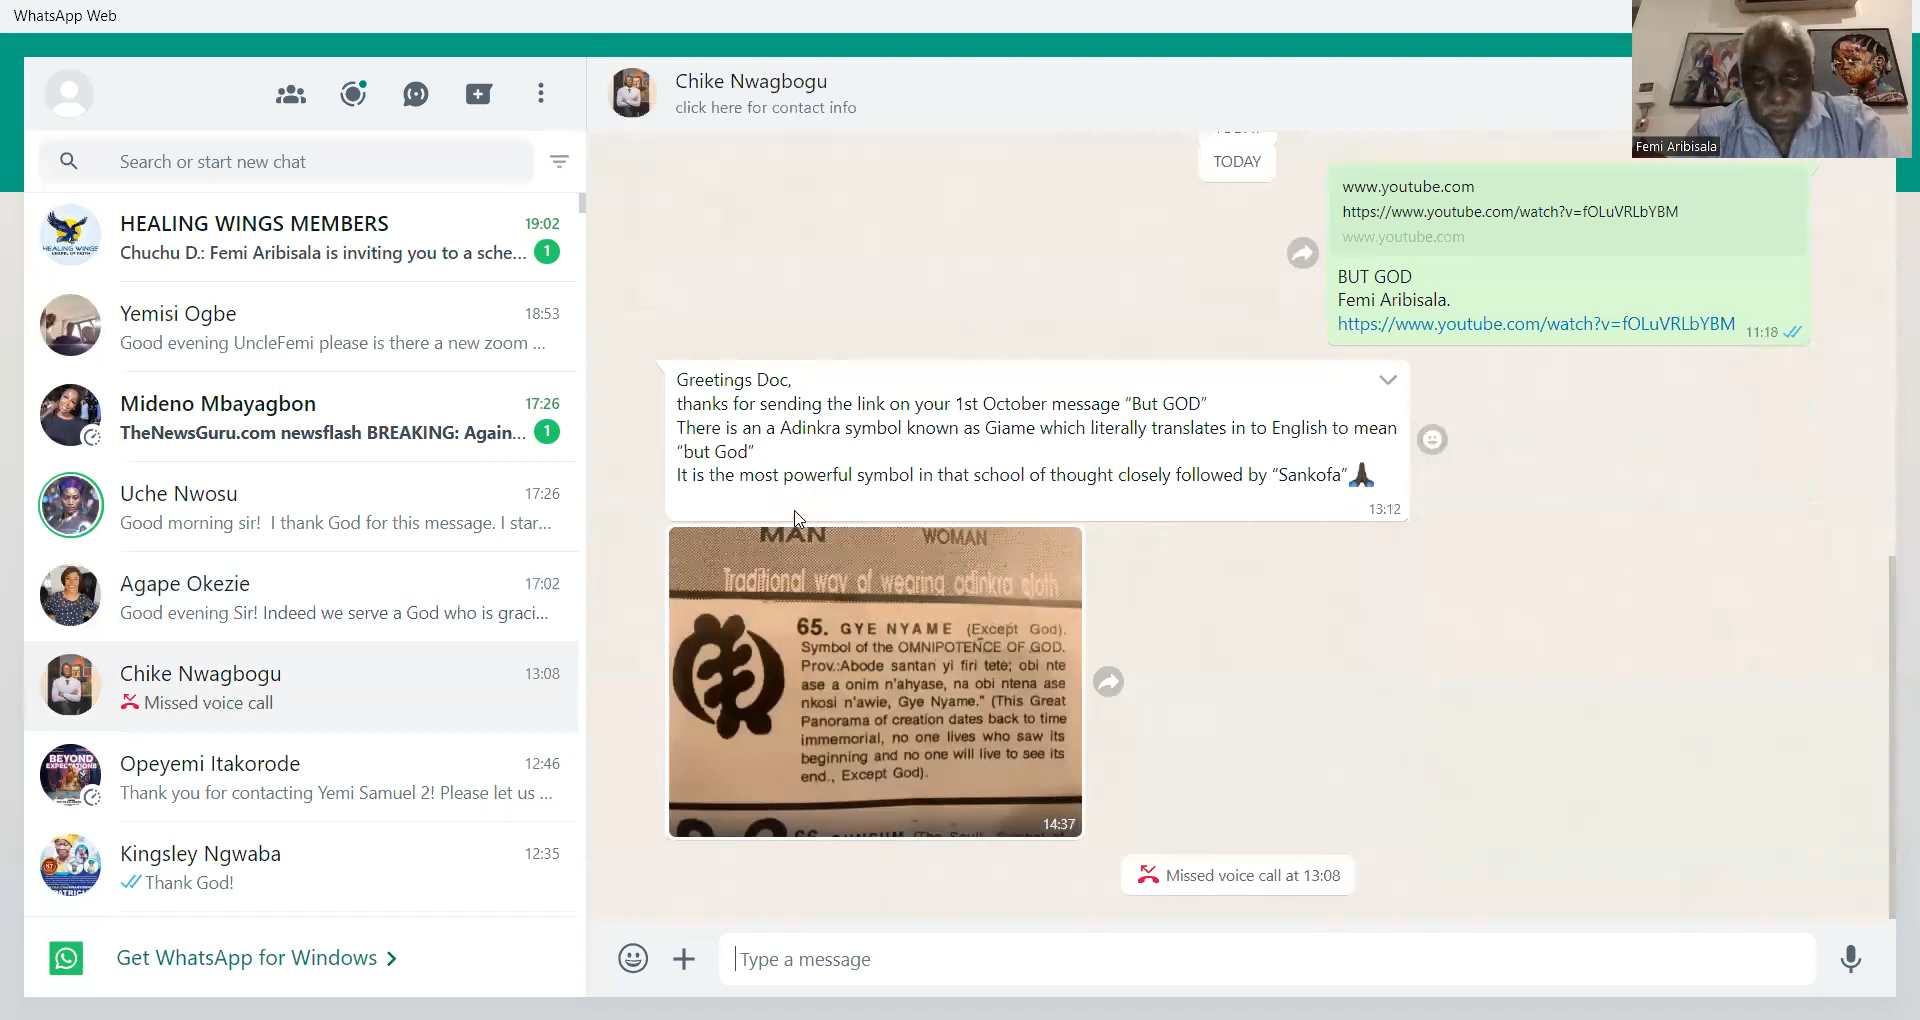 WhatsApp Web
Search or start new chat
HEALING WINGS MEMBERS
19:02
Chuchu D.: Femi Aribisala is inviting you to a sche...
1
Yemisi Ogbe
18:53
Good evening UncleFemi please is there a new zoom ...
Mideno Mbayagbon
17:26
TheNewsGuru.com newsflash BREAKING: Again...
1
Uche Nwosu
17:26
Good morning sir! I thank God for this message. I star...
Agape Okezie
17:02
Good evening Sir! Indeed we serve a God who is graci...
Chike Nwagbogu
13:08
Missed voice call
BEYOND
EXPECTATIONS
Opeyemi Itakorode
12:46
Thank you for contacting Yemi Samuel 2! Please let us ...
Kingsley Ngwaba
12:35
Thank God!
Get WhatsApp for Windows
Chike Nwagbogu
click here for contact info
Femi Aribisala
TODAY
www.youtube.com
https://www.youtube.com/watch?v=fOLuVRLbYBM
www.youtube.com
BUT GOD
Femi Aribisala.
https://www.youtube.com/watch?v=fOLuVRLbYBM
11:18
Greetings Doc,
thanks for sending the link on your 1st October message “But GOD”
There is an a Adinkra symbol known as Giame which literally translates in to English to mean
“but God”
It is the most powerful symbol in that school of thought closely followed by “Sankofa”
13:12
MAN WOMAN
Traditional way of wearing adinkra cloth
65. GYE NYAME (Except God).
Symbol of the OMNIPOTENCE OF GOD.
Prov.:Abode santan yi firi tete; obi nte
ase a onim n'ahyase, na obi ntena ase
nkosi n'awie, Gye Nyame." (This Great
Panorama of creation dates back to time
immemorial, no one lives who saw its
beginning and no one will live to see its
end., Except God).
14:37
Missed voice call at 13:08
Type a message